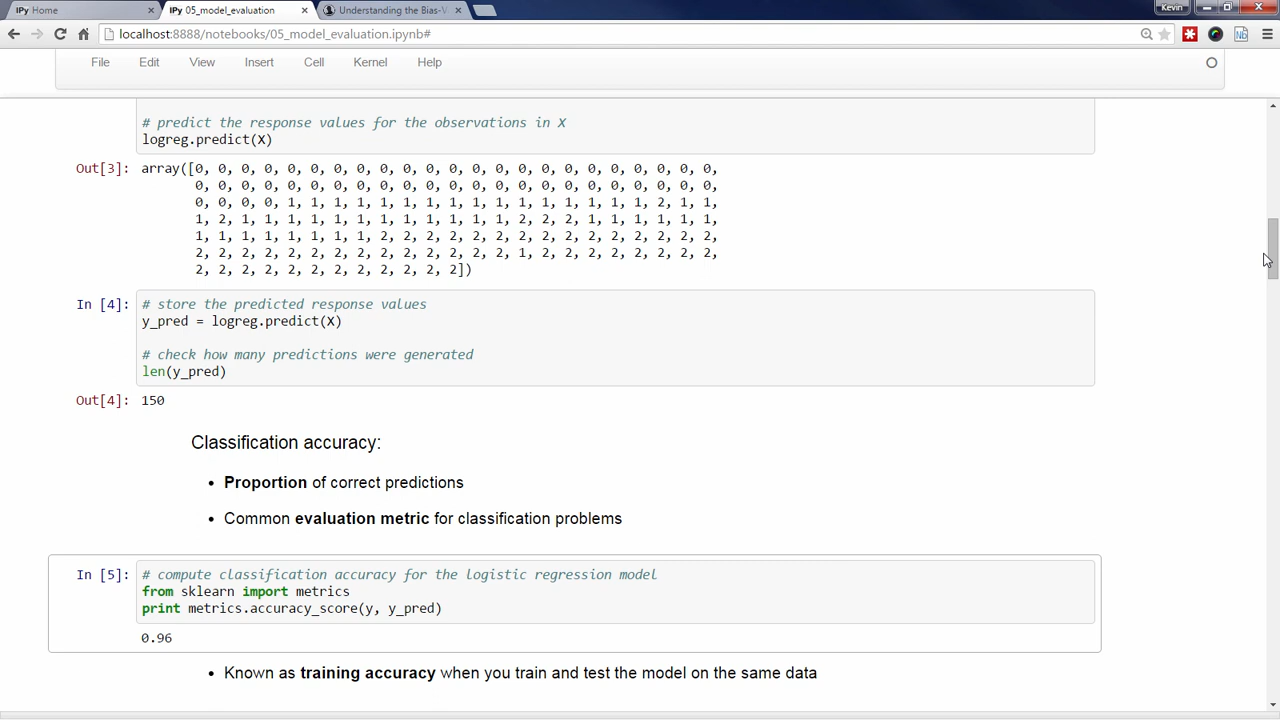 IPy Home
IPy 05_model_evaluation
Understanding the Bias-V
Kevin
localhost:8888/notebooks/05_model_evaluation.ipynb#
File Edit View Insert Cell Kernel Help
# predict the response values for the observations in X
logreg.predict(X)
Out[3]: array([0, 0, 0, 0, 0, 0, 0, 0, 0, 0, 0, 0, 0, 0, 0, 0, 0, 0, 0, 0, 0, 0, 0,
0, 0, 0, 0, 0, 0, 0, 0, 0, 0, 0, 0, 0, 0, 0, 0, 0, 0, 0, 0, 0, 0, 0,
0, 0, 0, 0, 1, 1, 1, 1, 1, 1, 1, 1, 1, 1, 1, 1, 1, 1, 1, 1, 2, 1, 1,
1, 2, 1, 1, 1, 1, 1, 1, 1, 1, 1, 1, 1, 1, 2, 2, 2, 1, 1, 1, 1, 1, 1,
1, 1, 1, 1, 1, 1, 1, 1, 2, 2, 2, 2, 2, 2, 2, 2, 2, 2, 2, 2, 2, 2, 2,
2, 2, 2, 2, 2, 2, 2, 2, 2, 2, 2, 2, 2, 2, 1, 2, 2, 2, 2, 2, 2, 2, 2,
2, 2, 2, 2, 2, 2, 2, 2, 2, 2, 2, 2])
In [4]: # store the predicted response values
y_pred = logreg.predict(X)
# check how many predictions were generated
len(y_pred)
Out[4]: 150
Classification accuracy:
• Proportion of correct predictions
• Common evaluation metric for classification problems
In [5]: # compute classification accuracy for the logistic regression model
from sklearn import metrics
print metrics.accuracy_score(y, y_pred)
0.96
• Known as training accuracy when you train and test the model on the same data